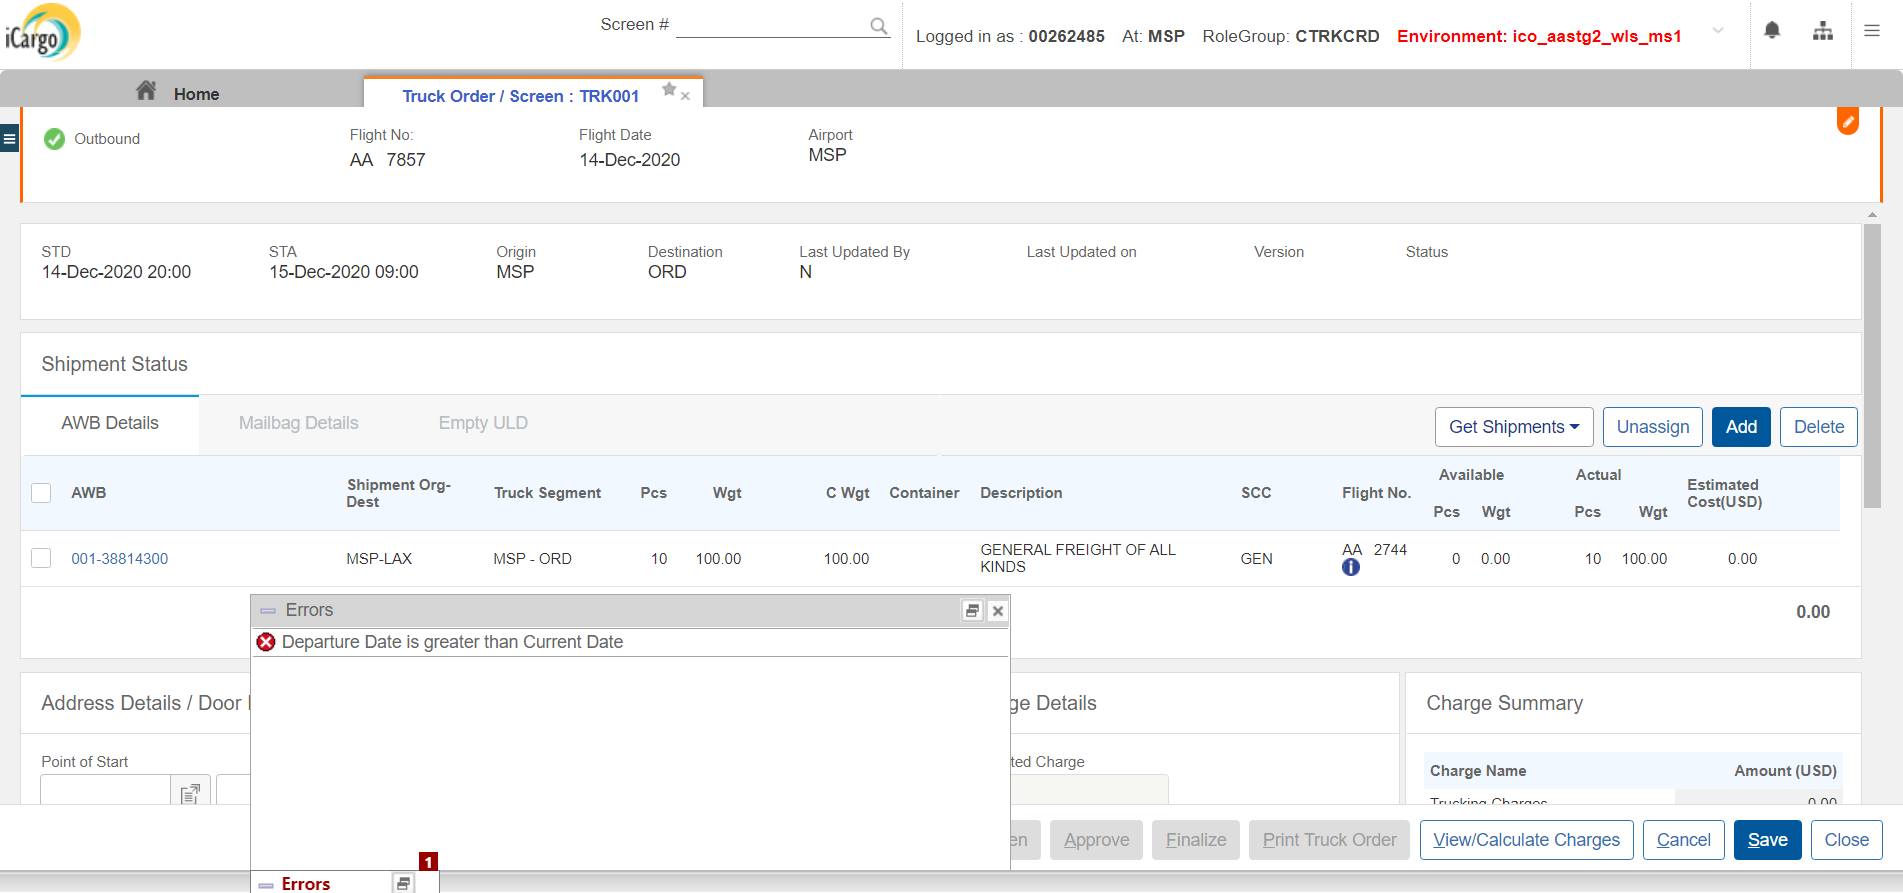 iCargo
Screen #
Logged in as : 00262485 At: MSP RoleGroup: CTRKCRD Environment: ico_aastg2_wls_ms1
Home
Truck Order / Screen : TRK001
Outbound
Flight No:
AA 7857
Flight Date
14-Dec-2020
Airport
MSP
STD
14-Dec-2020 20:00
STA
15-Dec-2020 09:00
Origin
MSP
Destination
ORD
Last Updated By
N
Last Updated on
Version
Status
Shipment Status
AWB Details Mailbag Details Empty ULD
Get Shipments Unassign Add Delete
AWB Shipment Org-Dest Truck Segment Pcs Wgt C Wgt Container Description SCC Flight No. Available Pcs Wgt Actual Pcs Wgt Estimated Cost(USD)
001-38814300 MSP-LAX MSP - ORD 10 100.00 100.00 GENERAL FREIGHT OF ALL KINDS GEN AA 2744 0 0.00 10 100.00 0.00
0.00
Errors
Departure Date is greater than Current Date
Address Details / Door
Point of Start
ge Details
ted Charge
Charge Summary
Charge Name Amount (USD)
Trucking Charges 0.00
en Approve Finalize Print Truck Order View/Calculate Charges Cancel Save Close
1
Errors